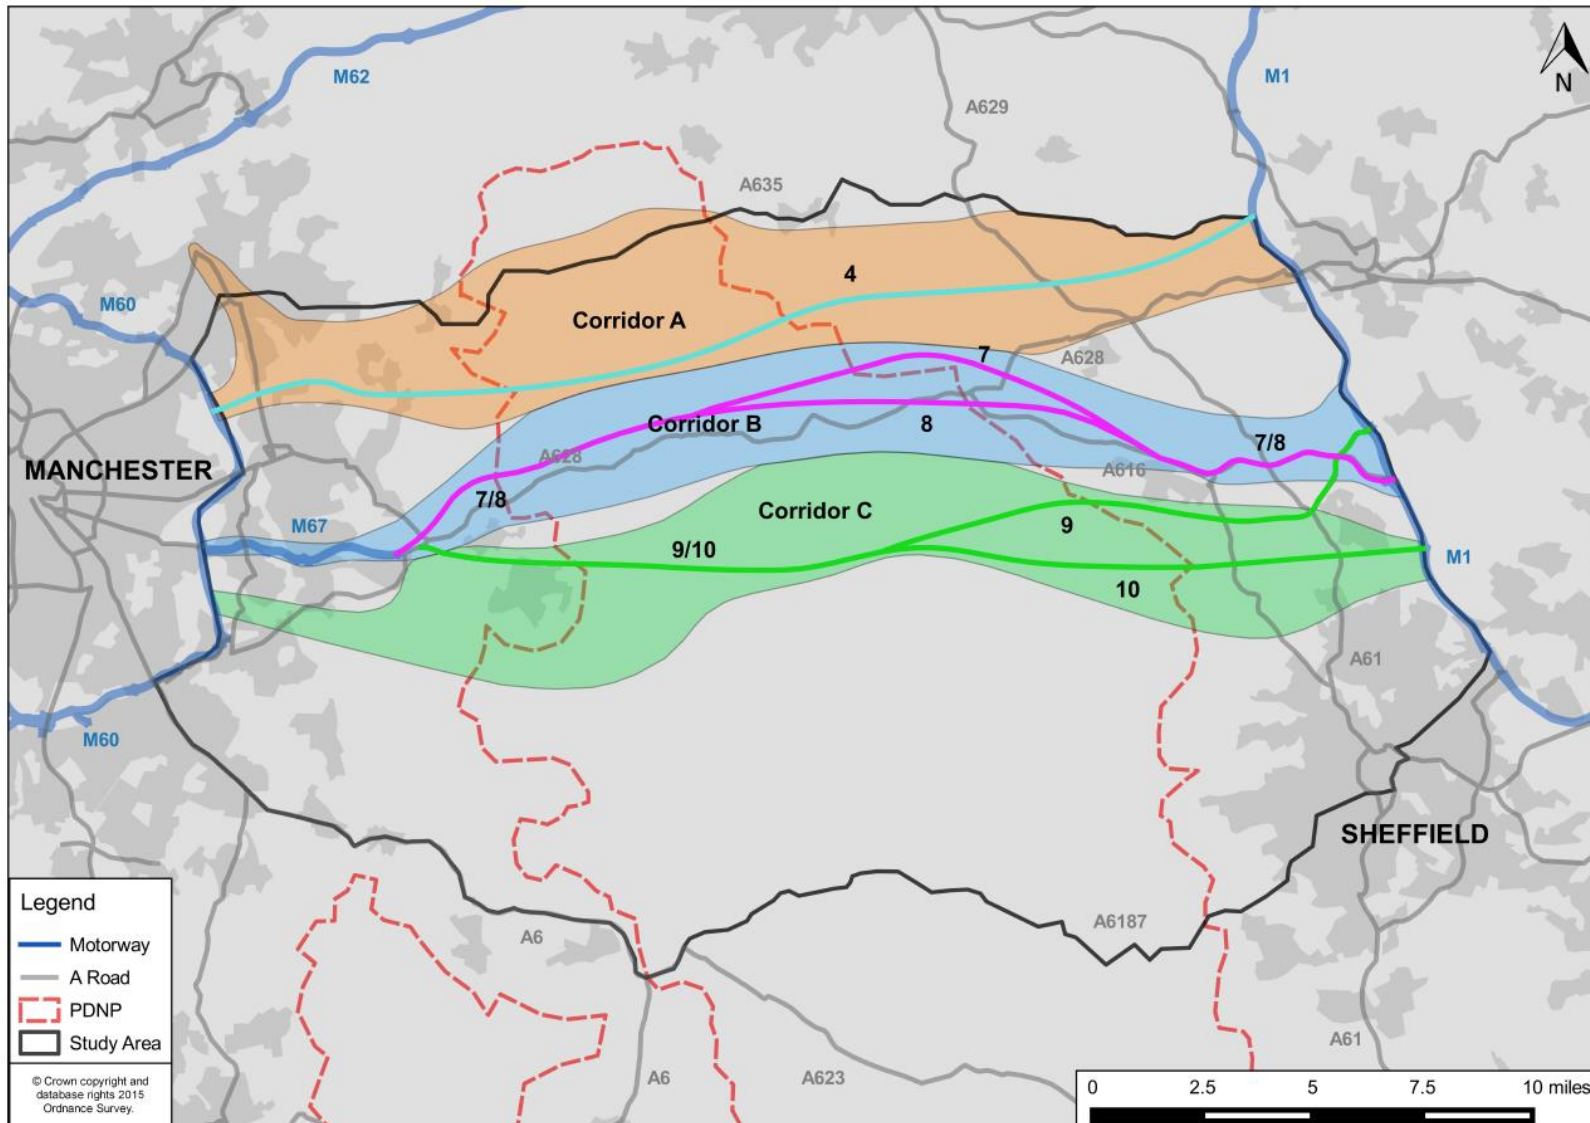 M62
M1
N
A629
A635
M60
4
Corridor A
7
A628
Corridor B
8
7/8
A628
A616
MANCHESTER
7/8
Corridor C
M67
9/10
9
10
M1
A61
M60
SHEFFIELD
A6
A6187
A61
A6
A623
Legend
Motorway
A Road
PDNP
Study Area
© Crown copyright and
database rights 2015
Ordnance Survey.
0 2.5 5 7.5 10 miles